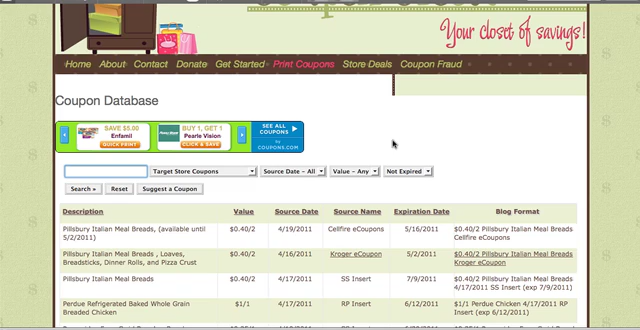 Your closet of savings!
Home About Contact Donate Get Started Print Coupons Store Deals Coupon Fraud
Coupon Database
SAVE $5.00
Enfamil
QUICK PRINT
BUY 1, GET 1
Pearle Vision
CLICK & SAVE
SEE ALL
COUPONS
by
COUPONS.COM
Target Store Coupons Source Date - All Value - Any Not Expired
Search » Reset Suggest a Coupon
Description Value Source Date Source Name Expiration Date Blog Format
Pillsbury Italian Meal Breads, (available until
5/2/2011)
$0.40/2 4/19/2011 Cellfire eCoupons 5/16/2011
$0.40/2 Pillsbury Italian Meal Breads
Cellfire eCoupons
Pillsbury Italian Meal Breads , Loaves,
Breadsticks, Dinner Rolls, and Pizza Crust
$0.40/2 4/16/2011 Kroger eCoupon 5/2/2011
$0.40/2 Pillsbury Italian Meal Breads
Kroger eCoupon
Pillsbury Italian Meal Breads $0.40/2 4/17/2011 SS Insert 7/9/2011
$0.40/2 Pillsbury Italian Meal Breads
4/17/2011 SS Insert (exp 7/9/2011)
Perdue Refrigerated Baked Whole Grain
Breaded Chicken
$1/1 4/17/2011 RP Insert 6/12/2011
$1/1 Perdue Chicken 4/17/2011 RP
Insert (exp 6/12/2011)